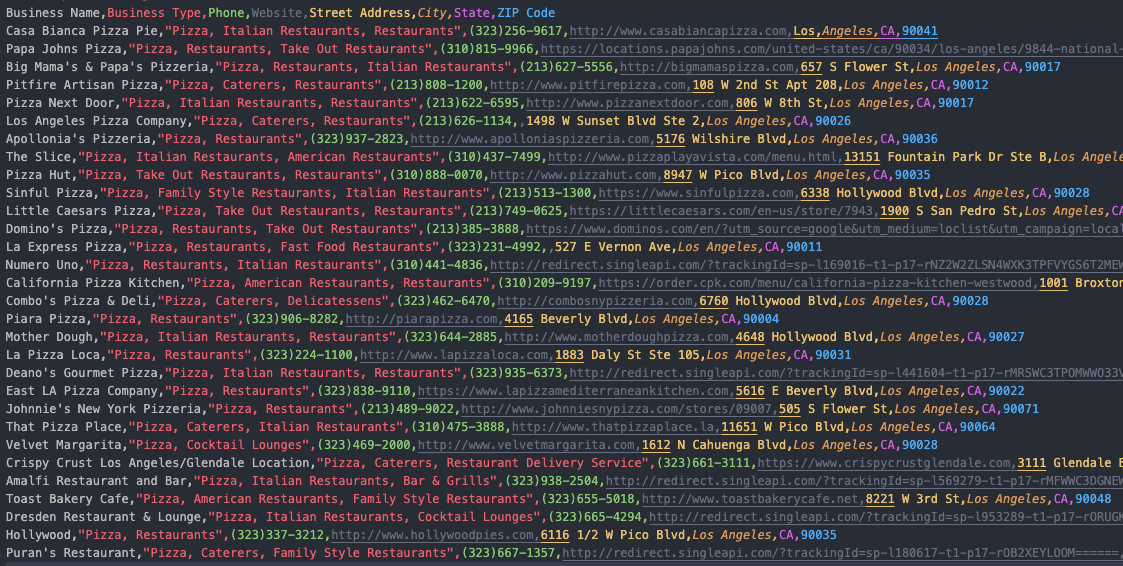 Business Name,Business Type,Phone,Website,Street Address,City,State,ZIP Code
Casa Bianca Pizza Pie,"Pizza, Italian Restaurants, Restaurants",(323)256-9617,http://www.casabiancapizza.com,Los,Angeles,CA,90041
Papa Johns Pizza,"Pizza, Restaurants, Take Out Restaurants",(310)815-9966,https://locations.papajohns.com/united-states/ca/90034/los-angeles/9844-national-
Big Mama's & Papa's Pizzeria,"Pizza, Restaurants, Italian Restaurants",(213)627-5556,http://bigmamaspizza.com,657 S Flower St,Los Angeles,CA,90017
Pitfire Artisan Pizza,"Pizza, Caterers, Restaurants",(213)808-1200,http://www.pitfirepizza.com,108 W 2nd St Apt 208,Los Angeles,CA,90012
Pizza Next Door,"Pizza, Italian Restaurants, Restaurants",(213)622-6595,http://www.pizzanextdoor.com,806 W 8th St,Los Angeles,CA,90017
Los Angeles Pizza Company,"Pizza, Caterers, Restaurants",(213)626-1134,,1498 W Sunset Blvd Ste 2,Los Angeles,CA,90026
Apollonia's Pizzeria,"Pizza, Restaurants",(323)937-2823,http://www.apolloniaspizzeria.com,5176 Wilshire Blvd,Los Angeles,CA,90036
The Slice,"Pizza, Italian Restaurants, American Restaurants",(310)437-7499,http://www.pizzaplayavista.com/menu.html,13151 Fountain Park Dr Ste B,Los Angele
Pizza Hut,"Pizza, Take Out Restaurants, Restaurants",(310)888-0070,http://www.pizzahut.com,8947 W Pico Blvd,Los Angeles,CA,90035
Sinful Pizza,"Pizza, Family Style Restaurants, Italian Restaurants",(213)513-1300,https://www.sinfulpizza.com,6338 Hollywood Blvd,Los Angeles,CA,90028
Little Caesars Pizza,"Pizza, Take Out Restaurants, Restaurants",(213)749-0625,https://littlecaesars.com/en-us/store/7943,1900 S San Pedro St,Los Angeles,CA
Domino's Pizza,"Pizza, Take Out Restaurants",(213)385-3888,https://www.dominos.com/en/?utm_source=google&utm_medium=loclist&utm_campaign=local
La Express Pizza,"Pizza, Restaurants, Fast Food Restaurants",(323)231-4992,,527 E Vernon Ave,Los Angeles,CA,90011
Numero Uno,"Pizza, Restaurants, Italian Restaurants",(310)441-4836,http://redirect.singleapi.com/?trackingId=sp-l169016-t1-p17-rNZ2W2ZLSN4WXK3TPFVYGS6T2MEW
California Pizza Kitchen,"Pizza, American Restaurants, Restaurants",(310)209-9197,https://order.cpk.com/menu/california-pizza-kitchen-westwood,1001 Broxton
Combo's Pizza & Deli,"Pizza, Caterers, Delicatessens",(323)462-6470,http://combosnypizzeria.com,6760 Hollywood Blvd,Los Angeles,CA,90028
Piara Pizza,"Pizza, Restaurants",(323)906-8282,http://piarapizza.com,4165 Beverly Blvd,Los Angeles,CA,90004
Mother Dough,"Pizza, Italian Restaurants, Restaurants",(323)644-2885,http://www.motherdoughpizza.com,4648 Hollywood Blvd,Los Angeles,CA,90027
La Pizza Loca,"Pizza, Restaurants",(323)224-1100,http://www.lapizzaloca.com,1883 Daly St Ste 105,Los Angeles,CA,90031
Deano's Gourmet Pizza,"Pizza, Italian Restaurants, Restaurants",(323)935-6373,http://redirect.singleapi.com/?trackingId=sp-l441604-t1-p17-rMRSWC3TPOMWWO33V
East LA Pizza Company,"Pizza, Restaurants",(323)838-9110,https://www.lapizzamediterraneankitchen.com,5616 E Beverly Blvd,Los Angeles,CA,90022
Johnnie's New York Pizzeria,"Pizza, Restaurants",(213)489-9022,http://www.johnniesnypizza.com/stores/09007,505 S Flower St,Los Angeles,CA,90071
That Pizza Place,"Pizza, Caterers, Italian Restaurants",(310)475-3888,http://www.thatpizzaplace.la,11651 W Pico Blvd,Los Angeles,CA,90064
Velvet Margarita,"Pizza, Cocktail Lounges",(323)469-2000,http://www.velvetmargarita.com,1612 N Cahuenga Blvd,Los Angeles,CA,90028
Crispy Crust Los Angeles/Glendale Location,"Pizza, Caterers, Restaurant Delivery Service",(323)661-3111,https://www.crispycrustglendale.com,3111 Glendale B
Amalfi Restaurant and Bar,"Pizza, Italian Restaurants, Bar & Grills",(323)938-2504,http://redirect.singleapi.com/?trackingId=sp-l569279-t1-p17-rMFWWC3DGNEW
Toast Bakery Cafe,"Pizza, American Restaurants, Family Style Restaurants",(323)655-5018,http://www.toastbakerycafe.net,8221 W 3rd St,Los Angeles,CA,90048
Dresden Restaurant & Lounge,"Pizza, Italian Restaurants, Cocktail Lounges",(323)665-4294,http://redirect.singleapi.com/?trackingId=sp-l953289-t1-p17-rORUGK
Hollywood,"Pizza, Restaurants",(323)337-3212,http://www.hollywoodpies.com,6116 1/2 W Pico Blvd,Los Angeles,CA,90035
Puran's Restaurant,"Pizza, Caterers, Family Style Restaurants",(323)667-1357,http://redirect.singleapi.com/?trackingId=sp-l180617-t1-p17-rOB2XEYLOOM======,